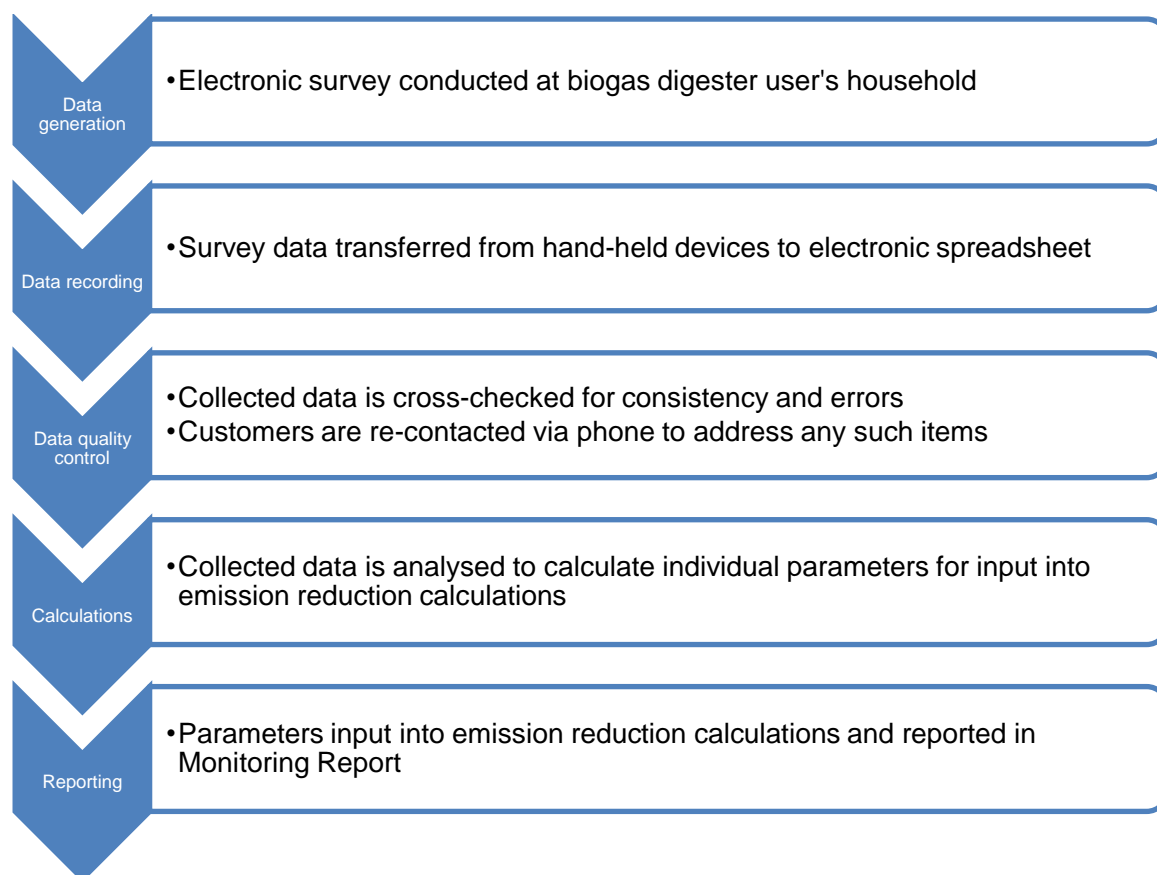 Data
generation
•Electronic survey conducted at biogas digester user's household
Data recording
•Survey data transferred from hand-held devices to electronic spreadsheet
Data quality
control
•Collected data is cross-checked for consistency and errors
•Customers are re-contacted via phone to address any such items
Calculations
•Collected data is analysed to calculate individual parameters for input into
emission reduction calculations
Reporting
•Parameters input into emission reduction calculations and reported in
Monitoring Report